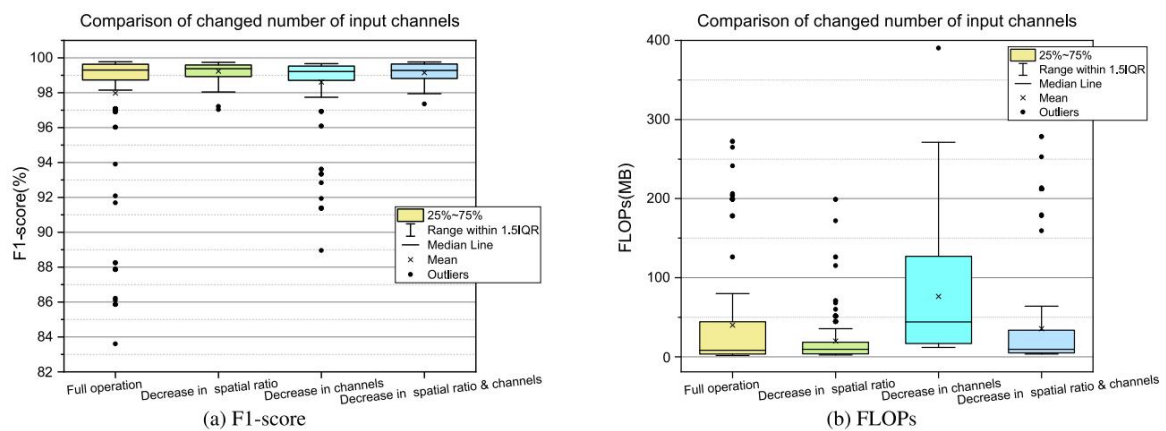 Comparison of changed number of input channels
100
98
96
94
92
90
88
86
84
82
F1-score(%)
25%~75%
Range within 1.5IQR
Median Line
Mean
Outliers
Full operation
Decrease in spatial ratio
Decrease in channels
Decrease in spatial ratio & channels
(a) F1-score
Comparison of changed number of input channels
400
300
200
100
0
FLOPs(MB)
25%~75%
Range within 1.5IQR
Median Line
Mean
Outliers
Full operation
Decrease in spatial ratio
Decrease in channels
Decrease in spatial ratio & channels
(b) FLOPs